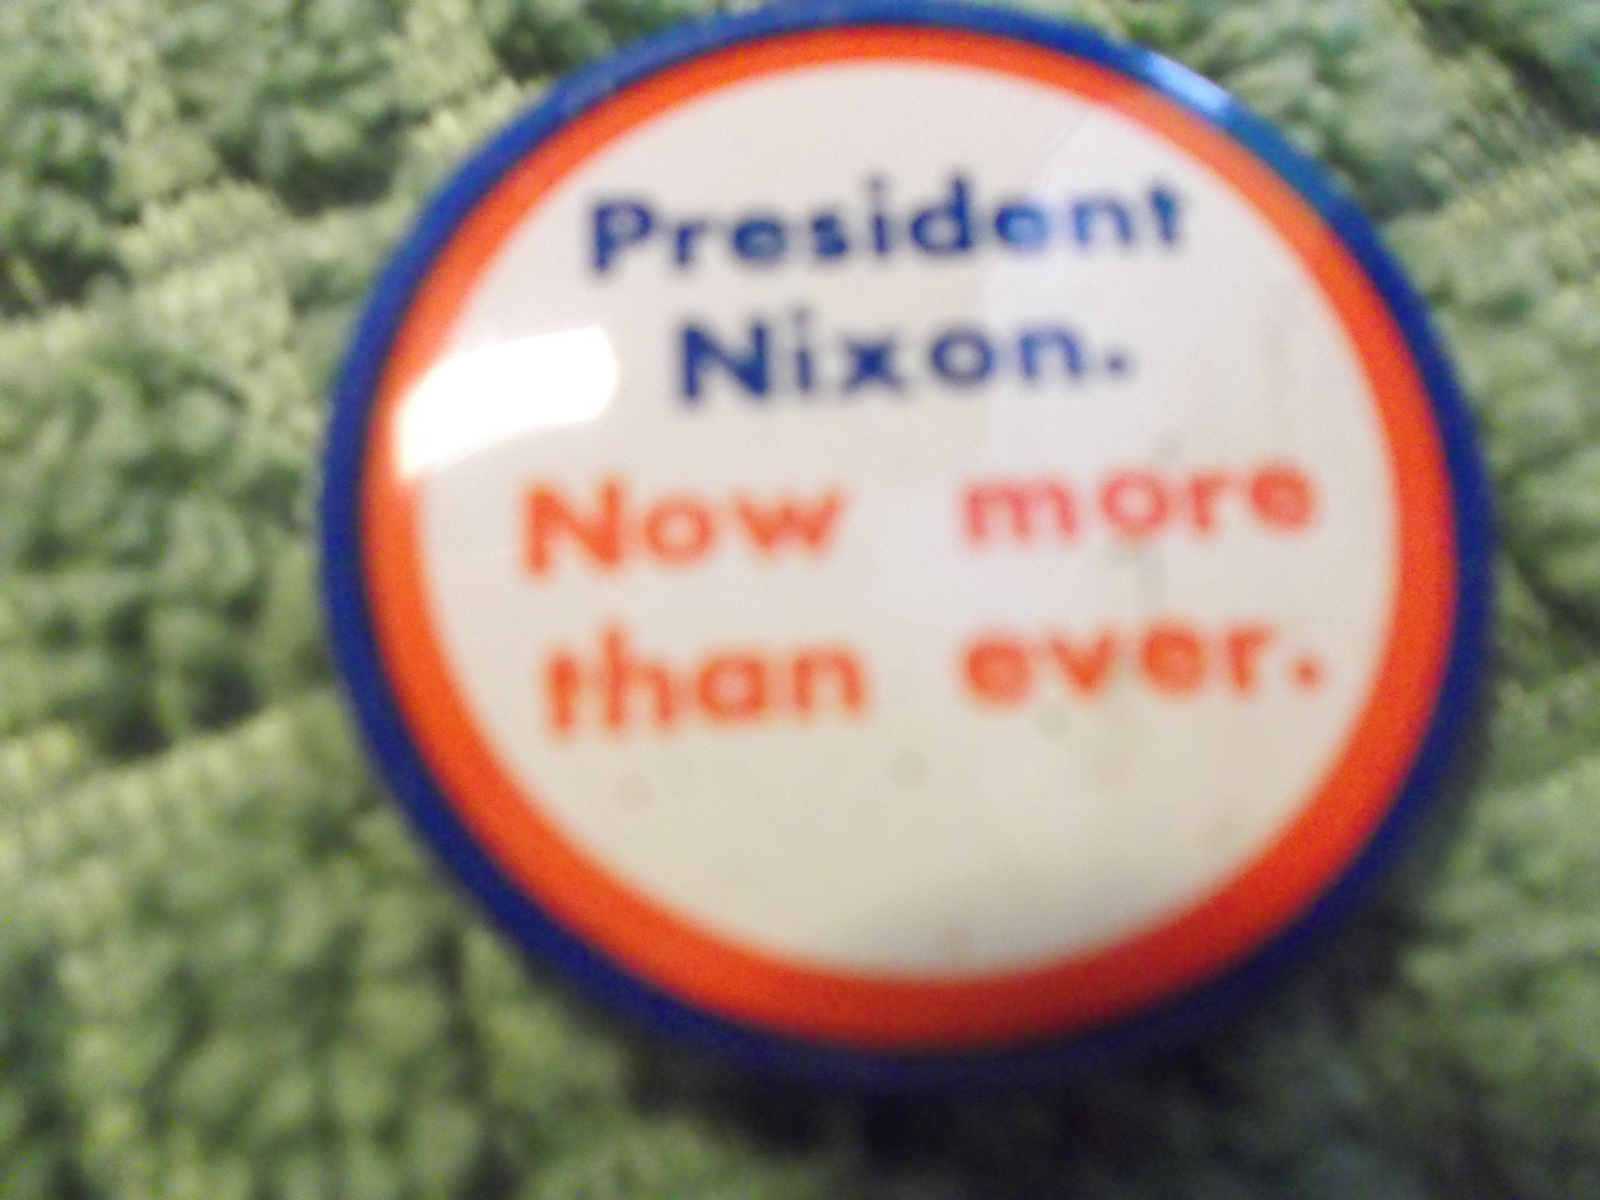 President
Nixon.
Now more
than ever.